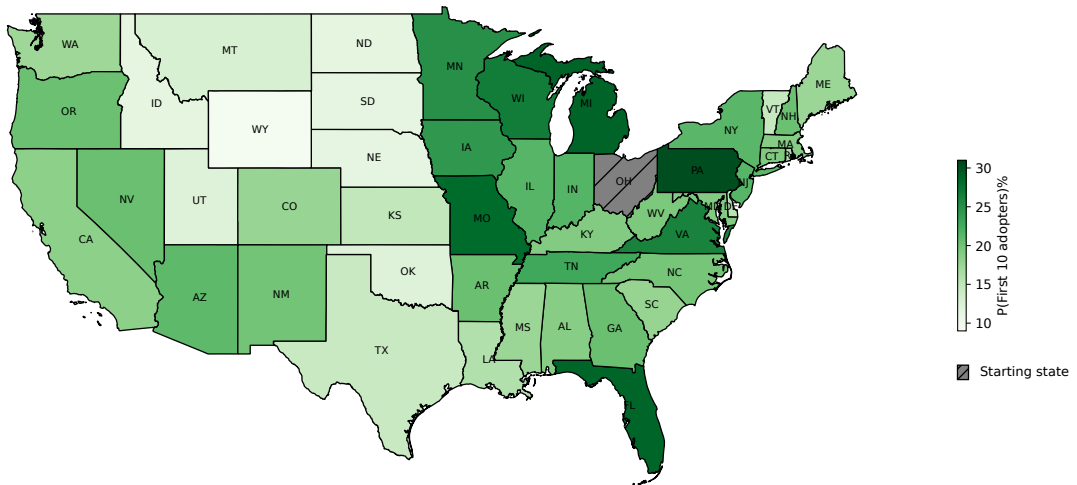 WA
MT
ND
MN
ME
OR
ID
SD
WI
MI
VT
NH
NY
MA
WY
IA
CT
NE
PA
NV
UT
CO
IL
IN
OH
NJ
KS
MO
WV
MD
DE
CA
KY
VA
OK
TN
NC
AZ
NM
AR
SC
MS
AL
GA
TX
LA
FL
30
25
20
15
10
P(First 10 adopters)%
Starting state